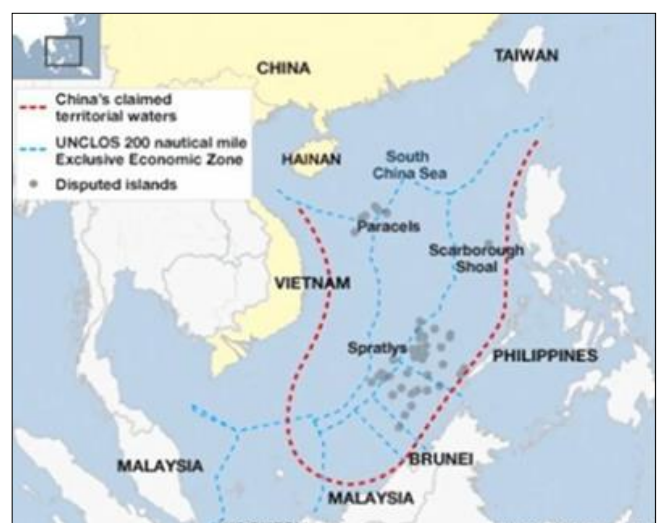 TAIWAN
CHINA
China's claimed
territorial waters
UNCLOS 200 nautical mile
Exclusive Economic Zone
Disputed islands
HAINAN
South
China Sea
Paracels
Scarborough
Shoal
VIETNAM
Spratlys
PHILIPPINES
MALAYSIA
BRUNEI
MALAYSIA